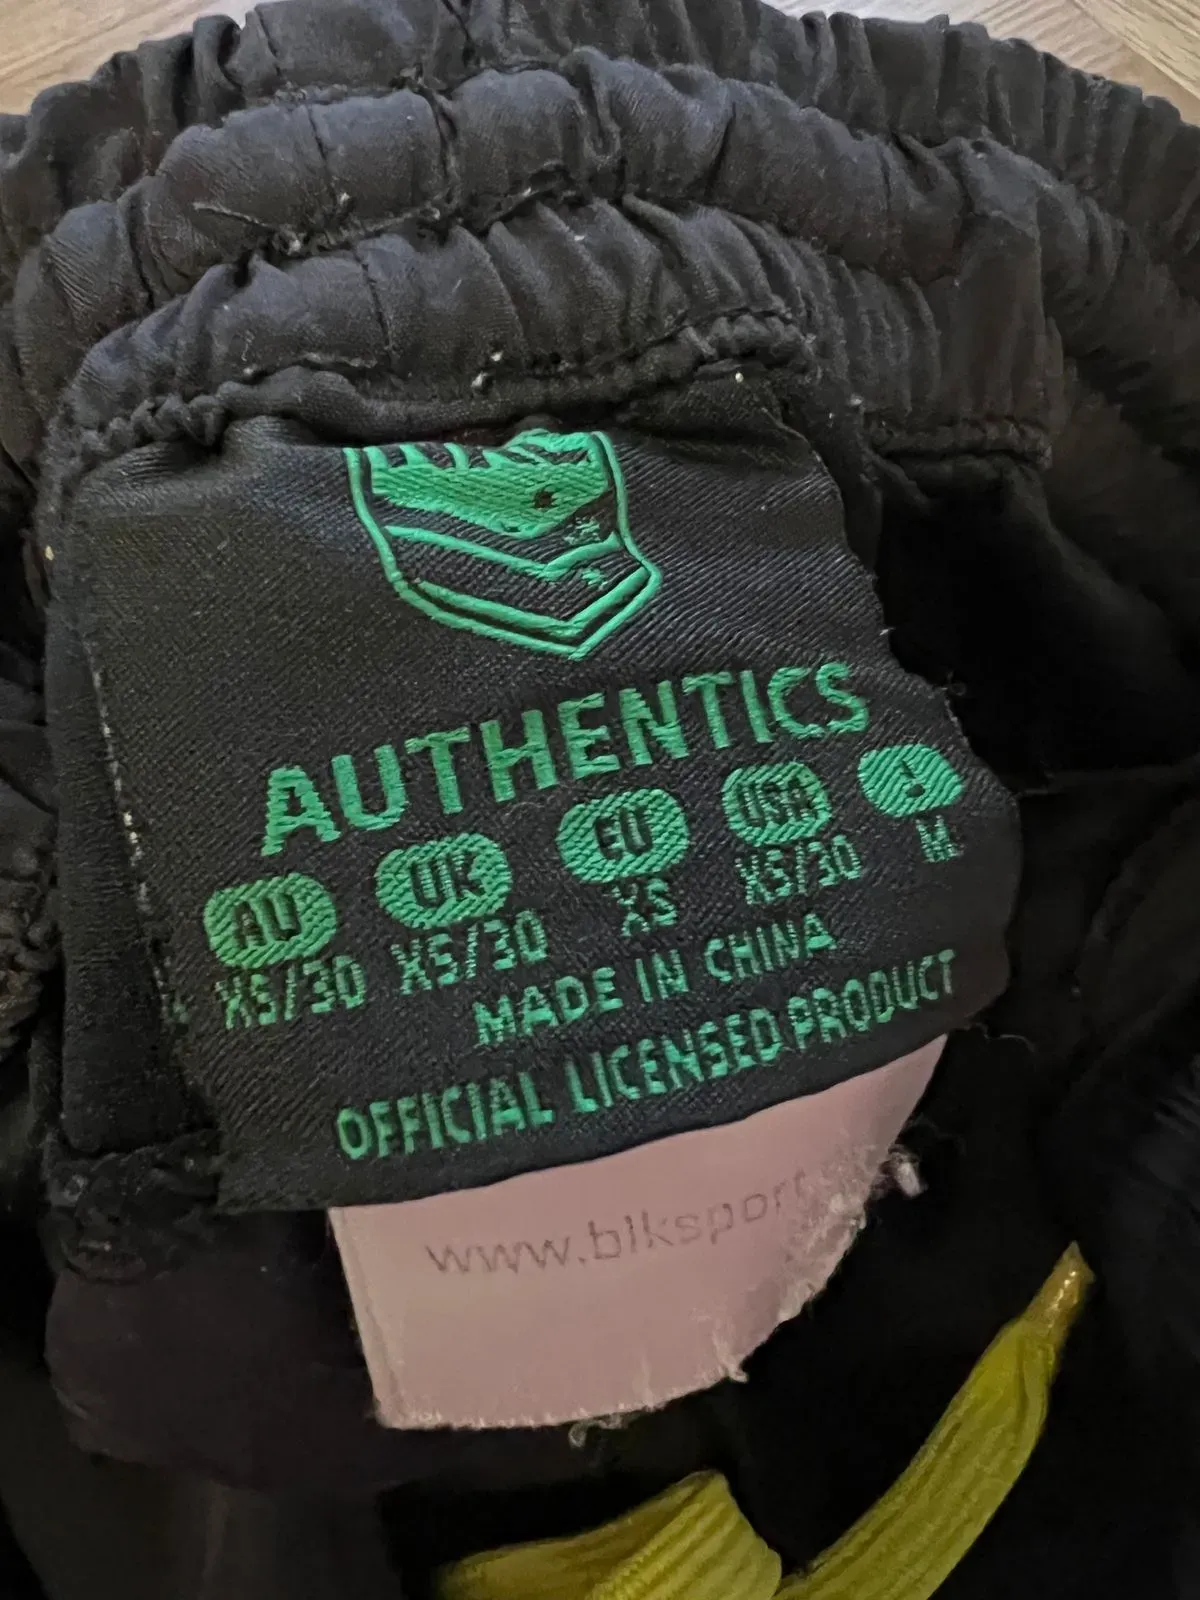 AUTHENTICS
AU UK EU USA J
XS/30 XS/30 XS XS/30 M
MADE IN CHINA
OFFICIAL LICENSED PRODUCT
www.blksport